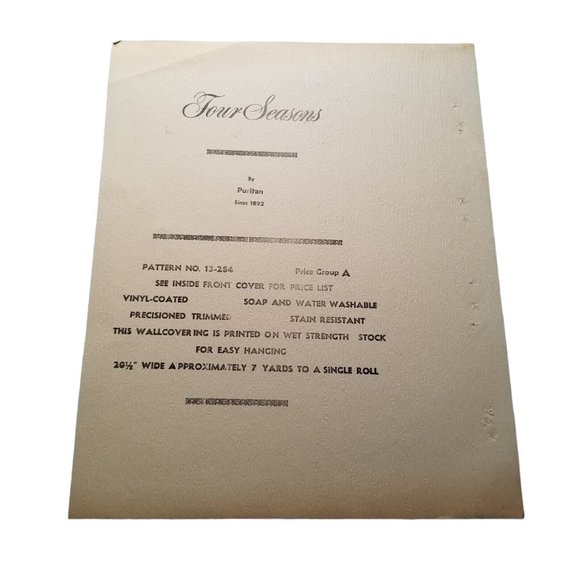 Four Seasons
By
Puritan
Since 1892
PATTERN NO. 13-284 Price Group A
SEE INSIDE FRONT COVER FOR PRICE LIST
VINYL-COATED SOAP AND WATER WASHABLE
PRECISIONED TRIMMED STAIN RESISTANT
THIS WALLCOVERING IS PRINTED ON WET STRENGTH STOCK
FOR EASY HANGING
20½" WIDE APPROXIMATELY 7 YARDS TO A SINGLE ROLL